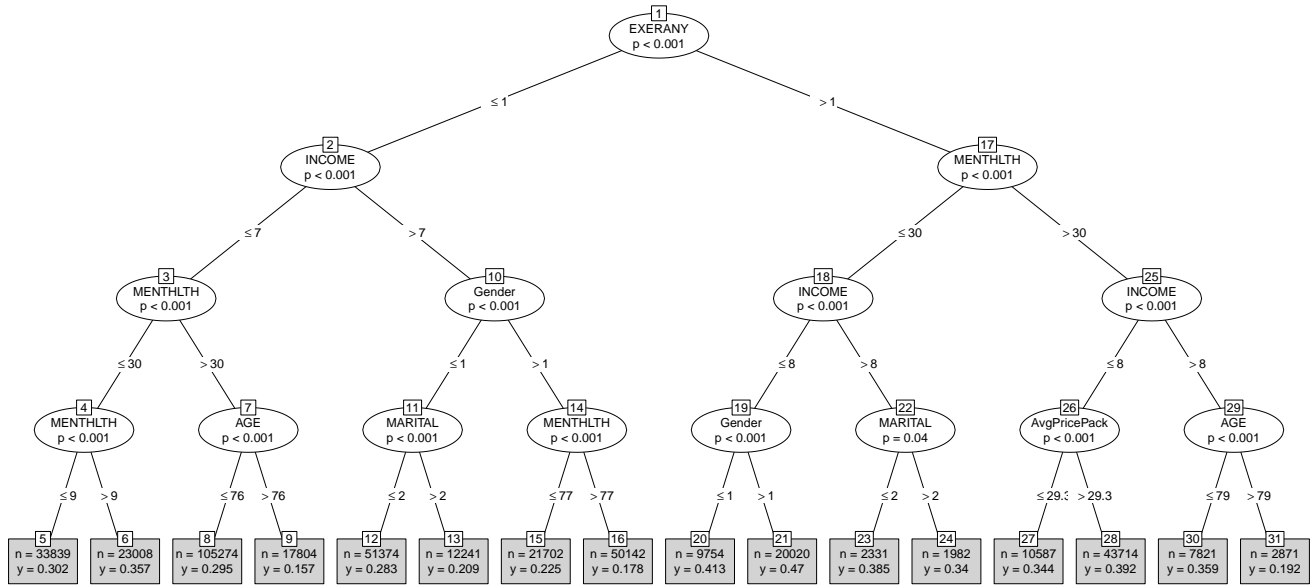 1
EXERANY
p < 0.001
≤ 1
> 1
2
INCOME
p < 0.001
17
MENTHLTH
p < 0.001
≤ 7
> 7
≤ 30
> 30
3
MENTHLTH
p < 0.001
10
Gender
p < 0.001
18
INCOME
p < 0.001
25
INCOME
p < 0.001
≤ 30
> 30
≤ 1
> 1
≤ 8
> 8
≤ 8
> 8
4
MENTHLTH
p < 0.001
7
AGE
p < 0.001
11
MARITAL
p < 0.001
14
MENTHLTH
p < 0.001
19
Gender
p < 0.001
22
MARITAL
p = 0.04
26
AvgPricePack
p < 0.001
29
AGE
p < 0.001
≤ 9
> 9
≤ 76
> 76
≤ 2
> 2
≤ 77
> 77
≤ 1
> 1
≤ 2
> 2
≤ 29.3
> 29.3
≤ 79
> 79
5
n = 33839
y = 0.302
6
n = 23008
y = 0.357
8
n = 105274
y = 0.295
9
n = 17804
y = 0.157
12
n = 51374
y = 0.283
13
n = 12241
y = 0.209
15
n = 21702
y = 0.225
16
n = 50142
y = 0.178
20
n = 9754
y = 0.413
21
n = 20020
y = 0.47
23
n = 2331
y = 0.385
24
n = 1982
y = 0.34
27
n = 10587
y = 0.344
28
n = 43714
y = 0.392
30
n = 7821
y = 0.359
31
n = 2871
y = 0.192